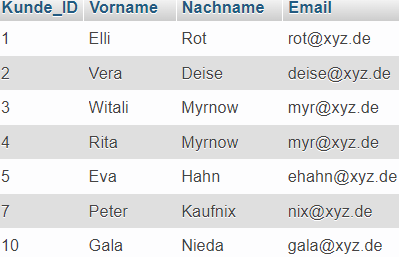 Kunde_ID Vorname Nachname Email
1 Elli Rot rot@xyz.de
2 Vera Deise deise@xyz.de
3 Witali Myrnow myr@xyz.de
4 Rita Myrnow myr@xyz.de
5 Eva Hahn ehahn@xyz.de
7 Peter Kaufnix nix@xyz.de
10 Gala Nieda gala@xyz.de